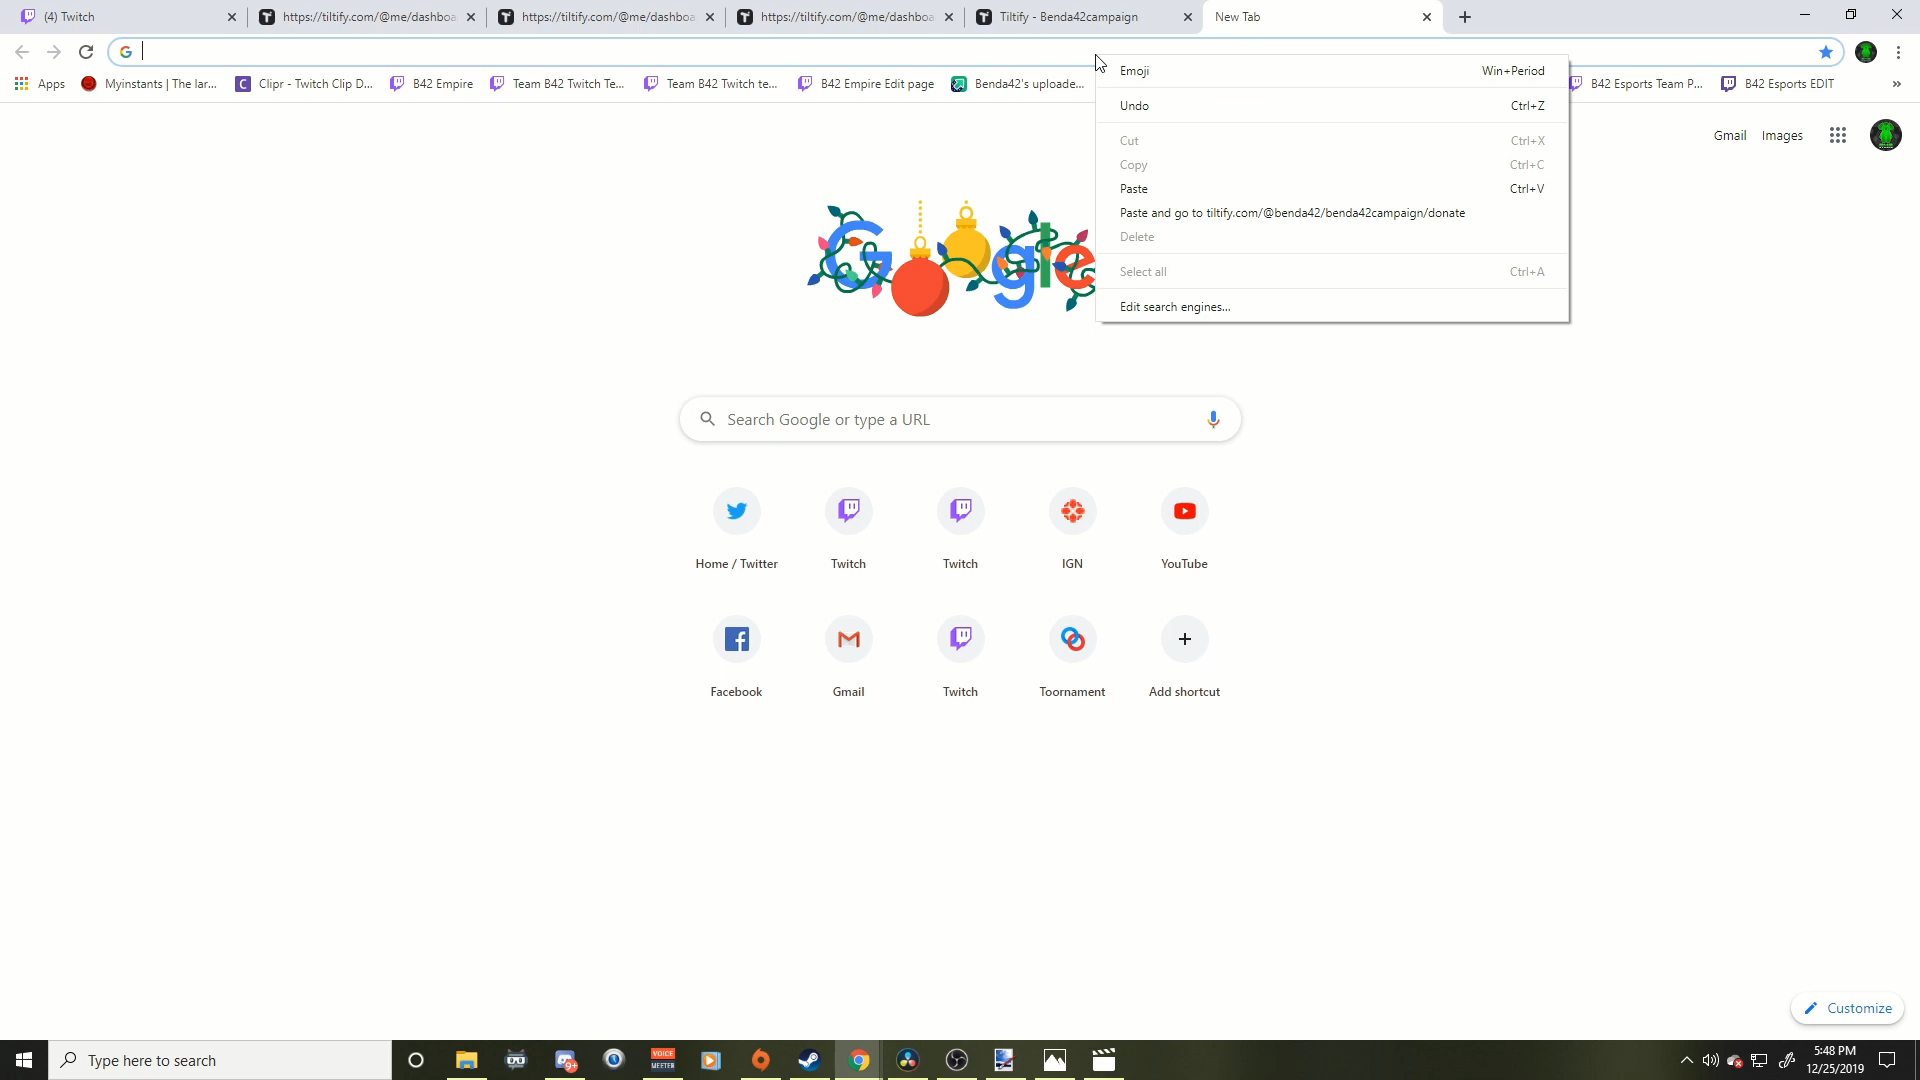 (4) Twitch
https://tiltify.com/@me/dashboa
https://tiltify.com/@me/dashboa
https://tiltify.com/@me/dashboa
Tiltify - Benda42campaign
New Tab
Apps
Myinstants | The lar...
Clipr - Twitch Clip D...
B42 Empire
Team B42 Twitch Te...
Team B42 Twitch te...
B42 Empire Edit page
Benda42's uploade...
B42 Esports Team P...
B42 Esports EDIT
»
Emoji Win+Period
Undo Ctrl+Z
Cut Ctrl+X
Copy Ctrl+C
Paste Ctrl+V
Paste and go to tiltify.com/@benda42/benda42campaign/donate
Delete
Select all Ctrl+A
Edit search engines...
Gmail Images
Google
Search Google or type a URL
Home / Twitter
Twitch
Twitch
IGN
YouTube
Facebook
Gmail
Twitch
Toornament
Add shortcut
Customize
Type here to search
9+
VOICE
MEETER
5:48 PM
12/25/2019